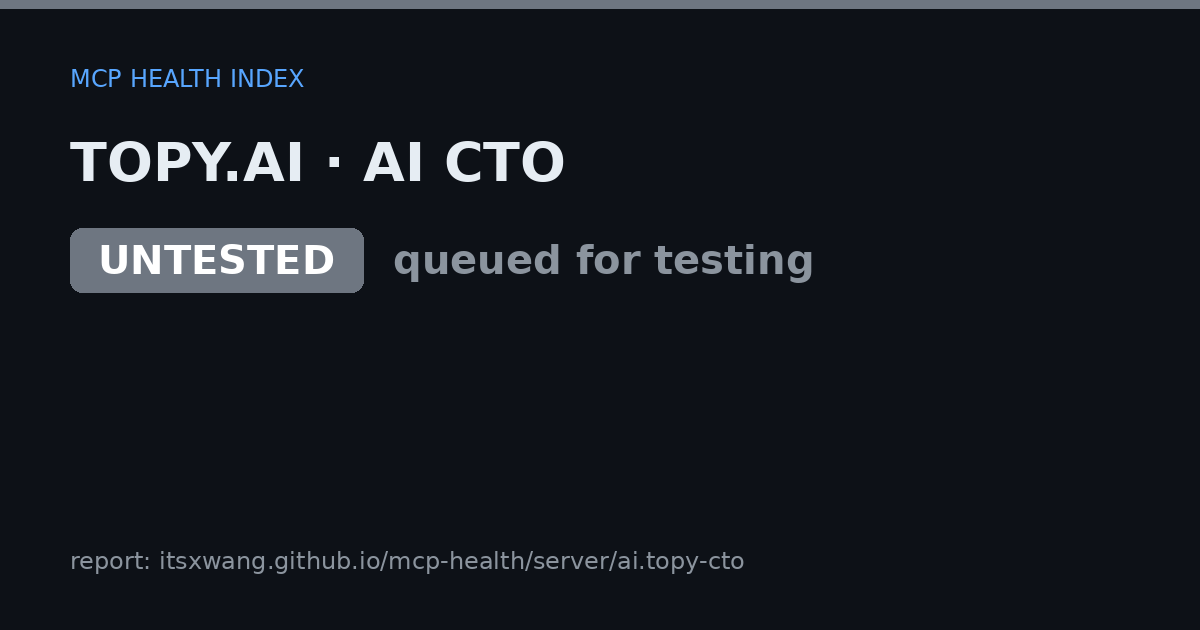 MCP HEALTH INDEX
TOPY.AI · AI CTO
UNTESTED queued for testing
report: itsxwang.github.io/mcp-health/server/ai.topy-cto